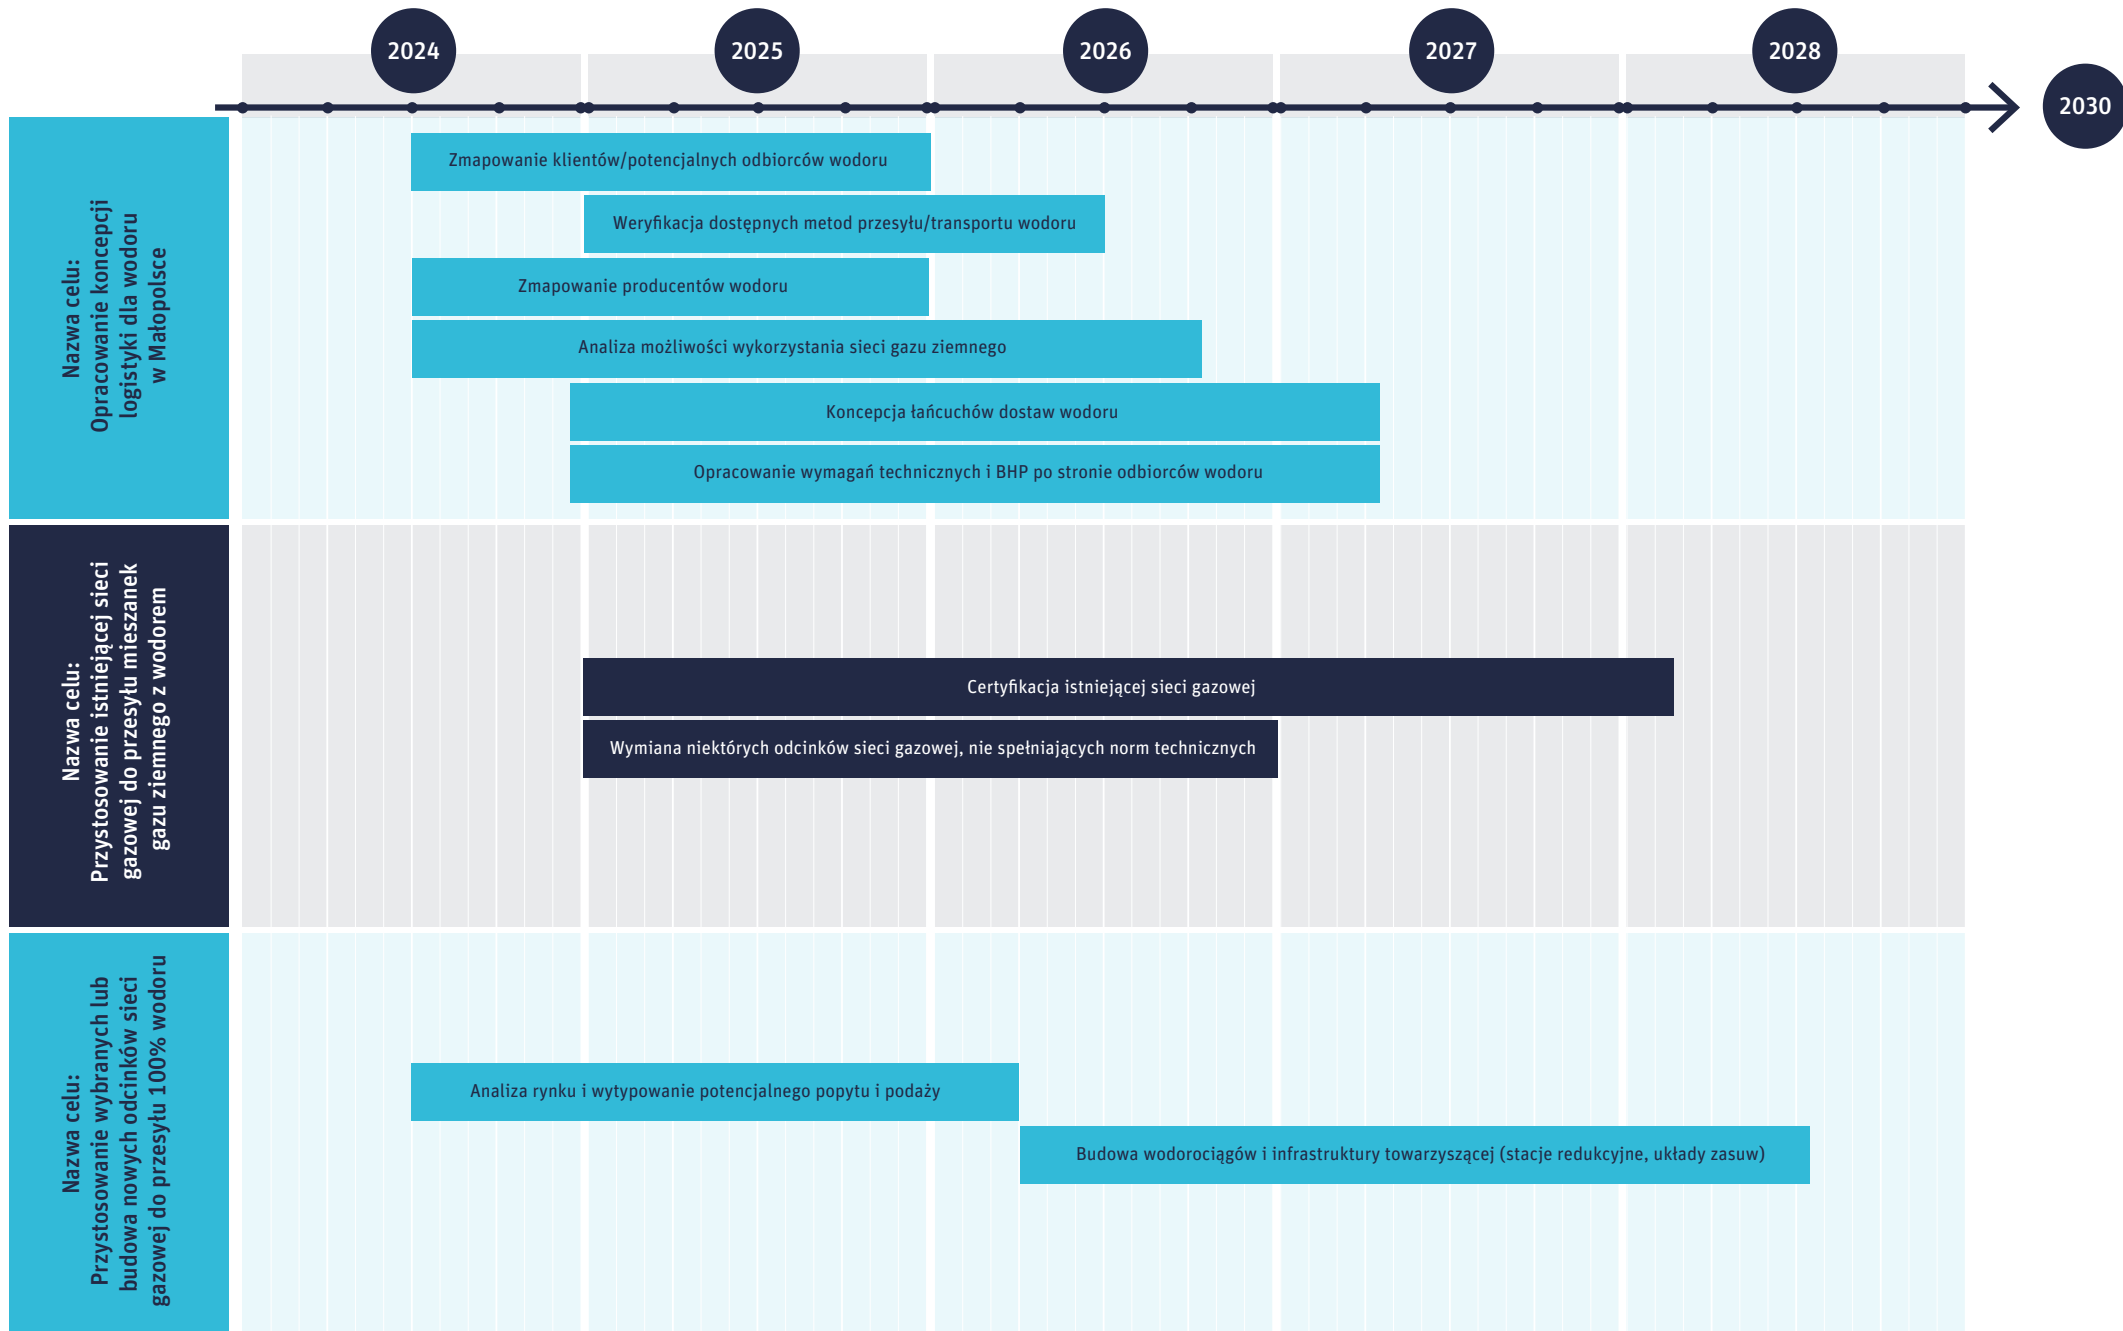 2024
2025
2026
2027
2028
2030
Nazwa celu:
Opracowanie koncepcji
logistyki dla wodoru
w Małopolsce
Zmapowanie klientów/potencjalnych odbiorców wodoru
Weryfikacja dostępnych metod przesyłu/transportu wodoru
Zmapowanie producentów wodoru
Analiza możliwości wykorzystania sieci gazu ziemnego
Koncepcja łańcuchów dostaw wodoru
Opracowanie wymagań technicznych i BHP po stronie odbiorców wodoru
Nazwa celu:
Przystosowanie istniejącej sieci
gazowej do przesyłu mieszanek
gazu ziemnego z wodorem
Certyfikacja istniejącej sieci gazowej
Wymiana niektórych odcinków sieci gazowej, nie spełniających norm technicznych
Nazwa celu:
Przystosowanie wybranych lub
budowa nowych odcinków sieci
gazowej do przesyłu 100% wodoru
Analiza rynku i wytypowanie potencjalnego popytu i podaży
Budowa wodorociągów i infrastruktury towarzyszącej (stacje redukcyjne, układy zasuw)